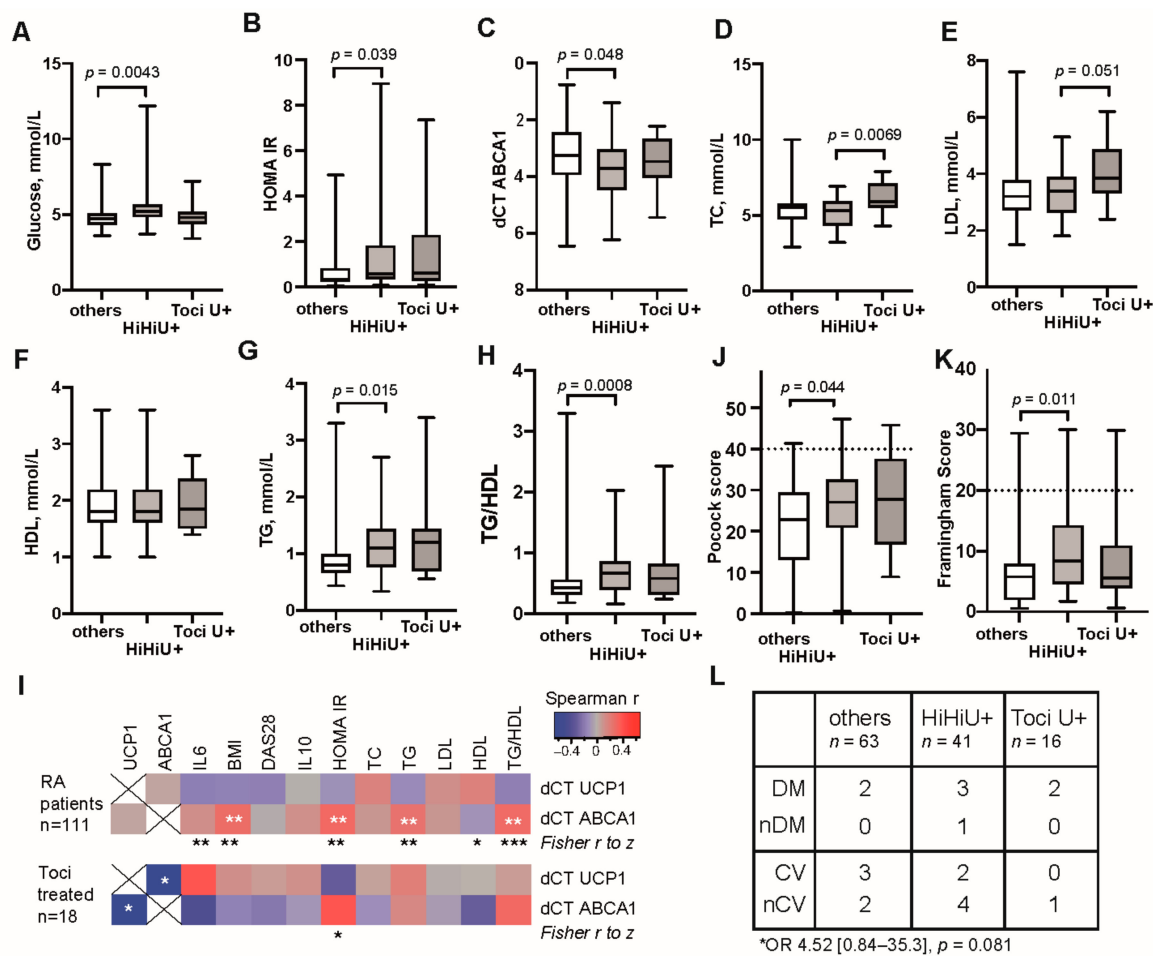 A
p = 0.0043
Glucose, mmol/L
15
10
5
0
others
HiHiU+
Toci U+
B
p = 0.039
HOMA IR
10
8
6
4
2
0
others
HiHiU+
Toci U+
C
p = 0.048
dCT ABCA1
0
2
4
6
8
others
HiHiU+
Toci U+
D
p = 0.0069
TC, mmol/L
15
10
5
0
others
HiHiU+
Toci U+
E
p = 0.051
LDL, mmol/L
8
6
4
2
0
others
HiHiU+
Toci U+
F
HDL, mmol/L
4
3
2
1
0
others
HiHiU+
Toci U+
G
p = 0.015
TG, mmol/L
4
3
2
1
0
others
HiHiU+
Toci U+
H
p = 0.0008
TG/HDL
4
3
2
1
0
others
HiHiU+
Toci U+
J
p = 0.044
Pocock score
50
40
30
20
10
0
others
HiHiU+
Toci U+
K
p = 0.011
Framingham Score
40
30
20
10
0
others
HiHiU+
Toci U+
I
Spearman r
−0.4 0 0.4
UCP1 ABCA1 IL6 BMI DAS28 IL10 HOMA IR TC TG LDL HDL TG/HDL
RA
patients
n=111
dCT UCP1
** ** ** ** dCT ABCA1
** ** ** ** * *** Fisher r to z
Toci
treated
n=18
* dCT UCP1
* dCT ABCA1
* Fisher r to z
L
others HiHiU+ Toci U+
n = 63 n = 41 n = 16
DM 2 3 2
nDM 0 1 0
CV 3 2 0
nCV 2 4 1
*OR 4.52 [0.84–35.3], p = 0.081